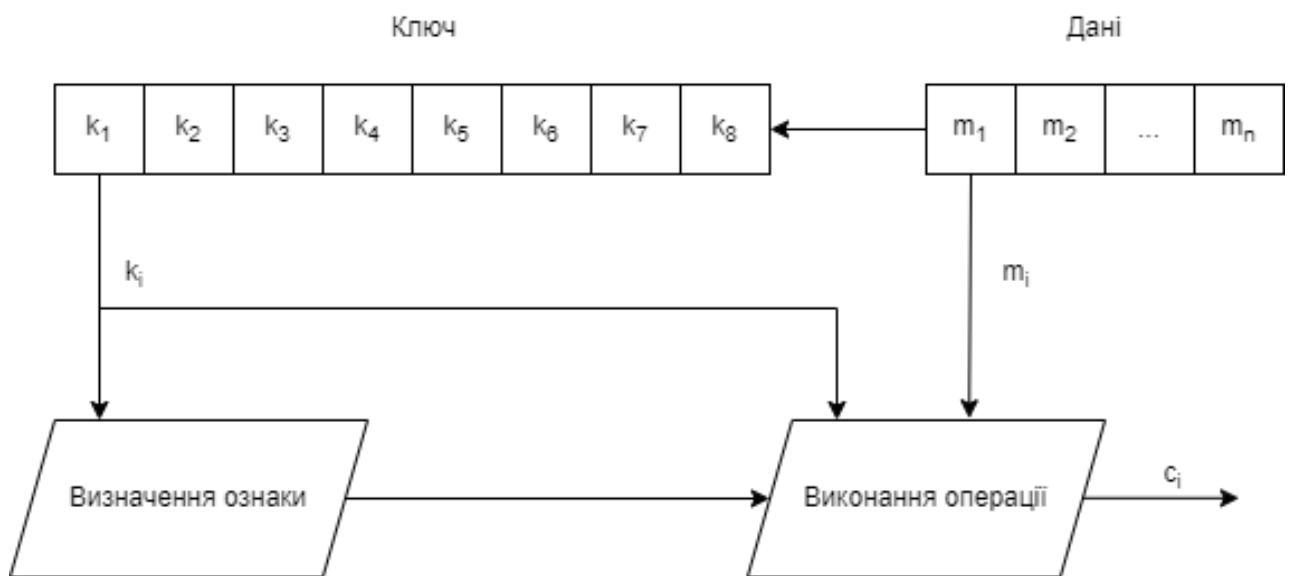 Ключ Дані
k₁ k₂ k₃ k₄ k₅ k₆ k₇ k₈ m₁ m₂ ... mₙ
kᵢ mᵢ
Визначення ознаки Виконання операції cᵢ